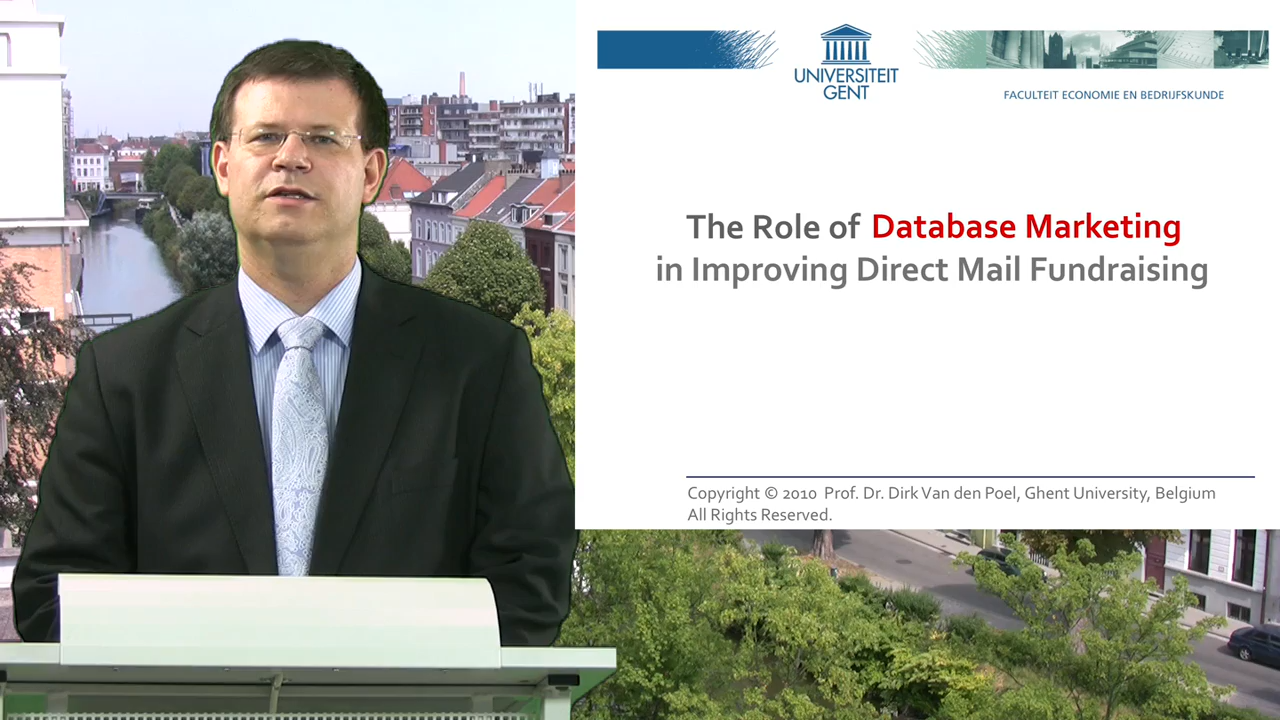 UNIVERSITEIT
GENT
FACULTEIT ECONOMIE EN BEDRIJFSKUNDE
The Role of Database Marketing
in Improving Direct Mail Fundraising
Copyright © 2010 Prof. Dr. Dirk Van den Poel, Ghent University, Belgium
All Rights Reserved.